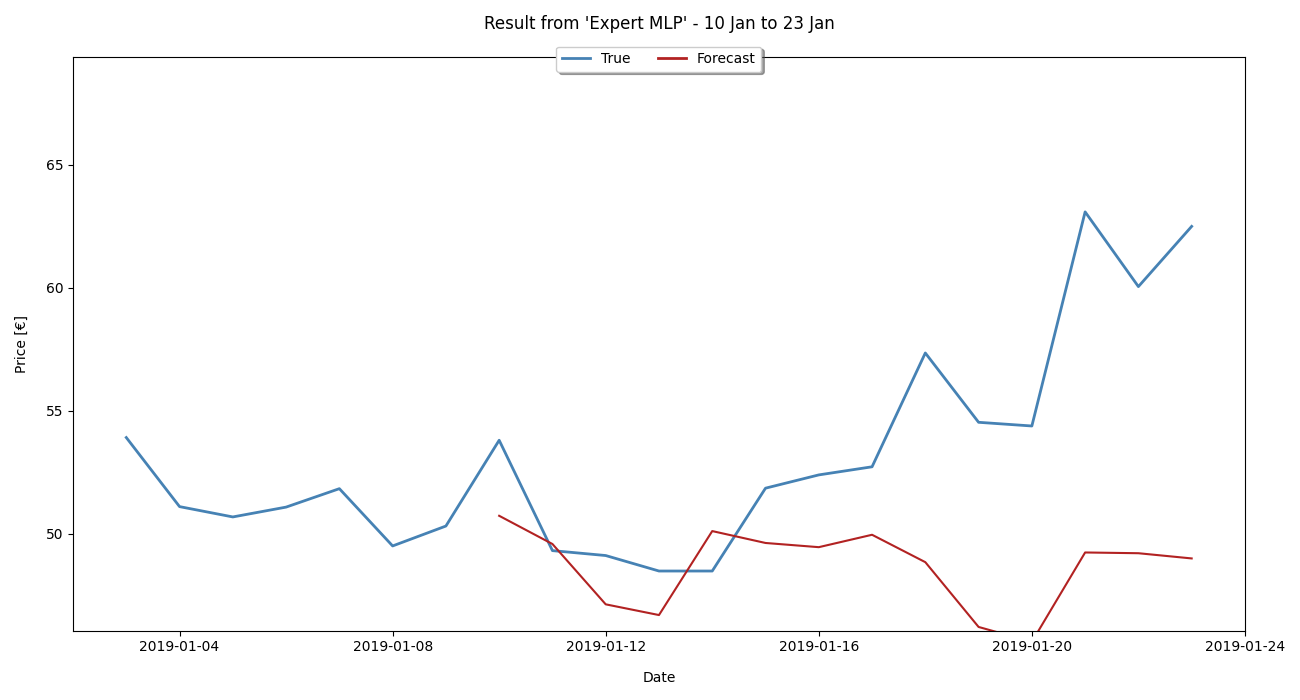 Result from 'Expert MLP' - 10 Jan to 23 Jan
True Forecast
Price [€]
65
60
55
50
2019-01-04 2019-01-08 2019-01-12 2019-01-16 2019-01-20 2019-01-24
Date